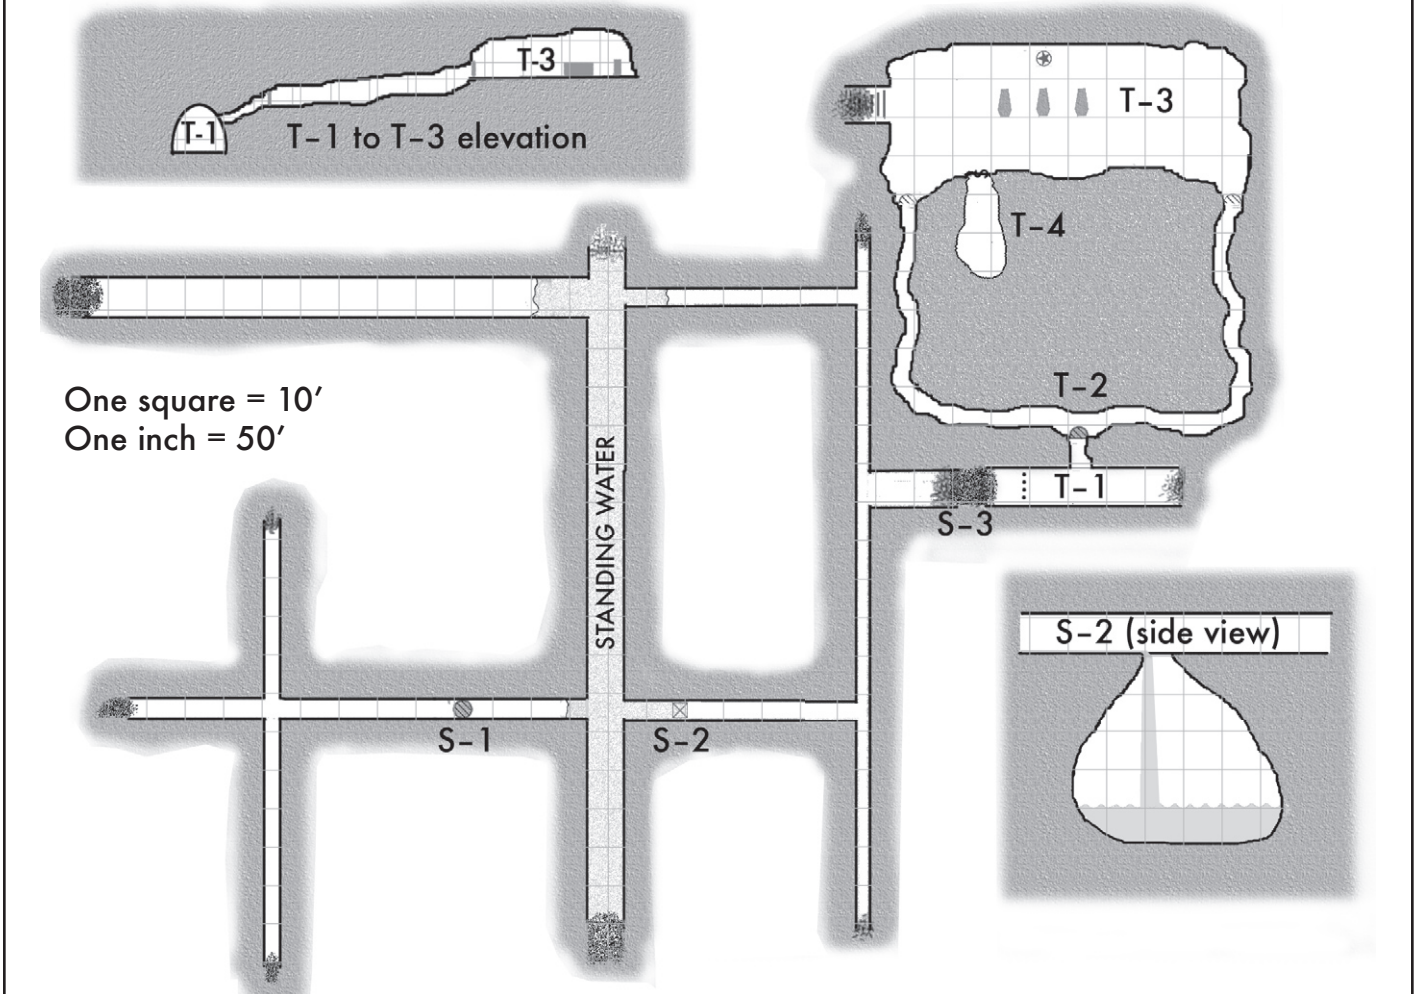 T-3
T-1
T-1 to T-3 elevation
T-3
T-4
One square = 10′
One inch = 50′
T-2
STANDING WATER
T-1
S-3
S-2 (side view)
S-1
S-2
S